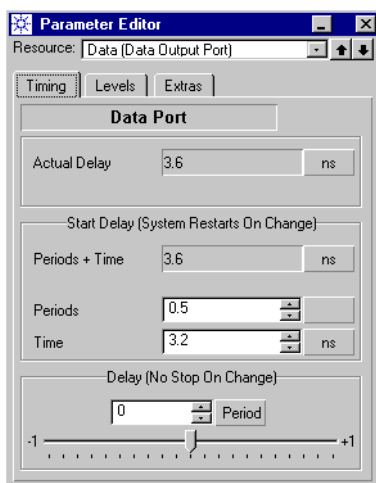 Parameter Editor
Resource: Data (Data Output Port)
Timing Levels Extras
Data Port
Actual Delay 3.6 ns
Start Delay (System Restarts On Change)
Periods + Time 3.6 ns
Periods 0.5
Time 3.2 ns
Delay (No Stop On Change)
0 Period
-1 +1